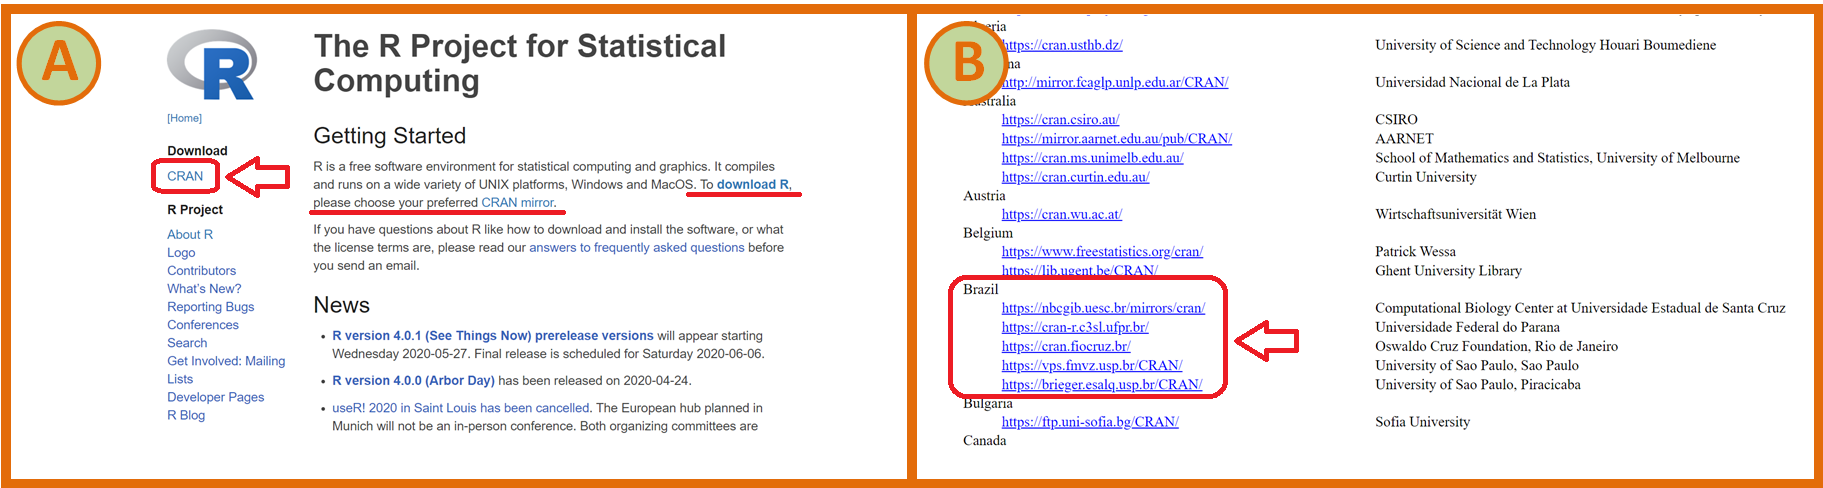 A
R
The R Project for Statistical
Computing
[Home]
Download
CRAN
R Project
About R
Logo
Contributors
What's New?
Reporting Bugs
Conferences
Search
Get Involved: Mailing
Lists
Developer Pages
R Blog
Getting Started
R is a free software environment for statistical computing and graphics. It compiles
and runs on a wide variety of UNIX platforms, Windows and MacOS. To download R,
please choose your preferred CRAN mirror.
If you have questions about R like how to download and install the software, or what
the license terms are, please read our answers to frequently asked questions before
you send an email.
News
• R version 4.0.1 (See Things Now) prerelease versions will appear starting
Wednesday 2020-05-27. Final release is scheduled for Saturday 2020-06-06.
• R version 4.0.0 (Arbor Day) has been released on 2020-04-24.
• useR! 2020 in Saint Louis has been cancelled. The European hub planned in
Munich will not be an in-person conference. Both organizing committees are
B
https://cran.usthb.dz/ University of Science and Technology Houari Boumediene
http://mirror.fcaglp.unlp.edu.ar/CRAN/ Universidad Nacional de La Plata
Australia
https://cran.csiro.au/ CSIRO
https://mirror.aarnet.edu.au/pub/CRAN/ AARNET
https://cran.ms.unimelb.edu.au/ School of Mathematics and Statistics, University of Melbourne
https://cran.curtin.edu.au/ Curtin University
Austria
https://cran.wu.ac.at/ Wirtschaftsuniversität Wien
Belgium
https://www.freestatistics.org/cran/ Patrick Wessa
https://lib.ugent.be/CRAN/ Ghent University Library
Brazil
https://nbcgib.uesc.br/mirrors/cran/ Computational Biology Center at Universidade Estadual de Santa Cruz
https://cran-r.c3sl.ufpr.br/ Universidade Federal do Parana
https://cran.fiocruz.br/ Oswaldo Cruz Foundation, Rio de Janeiro
https://vps.fmvz.usp.br/CRAN/ University of Sao Paulo, Sao Paulo
https://brieger.esalq.usp.br/CRAN/ University of Sao Paulo, Piracicaba
Bulgaria
https://ftp.uni-sofia.bg/CRAN/ Sofia University
Canada